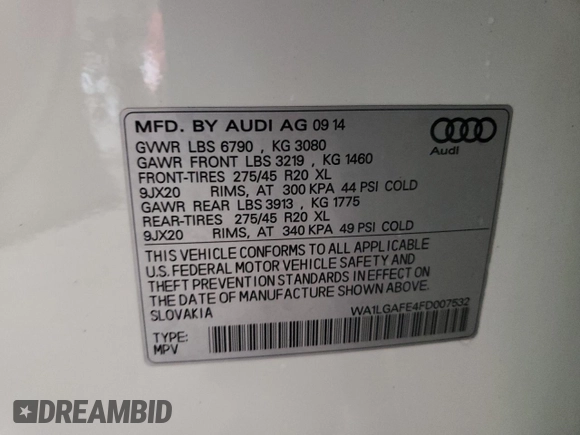 MFD. BY AUDI AG 09 14
Audi
GVWR LBS 6790 , KG 3080
GAWR FRONT LBS 3219 , KG 1460
FRONT-TIRES 275/45 R20 XL
9JX20 RIMS, AT 300 KPA 44 PSI COLD
GAWR REAR LBS 3913 , KG 1775
REAR-TIRES 275/45 R20 XL
9JX20 RIMS, AT 340 KPA 49 PSI COLD
THIS VEHICLE CONFORMS TO ALL APPLICABLE
U.S. FEDERAL MOTOR VEHICLE SAFETY AND
THEFT PREVENTION STANDARDS IN EFFECT ON
THE DATE OF MANUFACTURE SHOWN ABOVE.
SLOVAKIA
WA1LGAFE4FD007532
TYPE:
MPV
DREAMBID